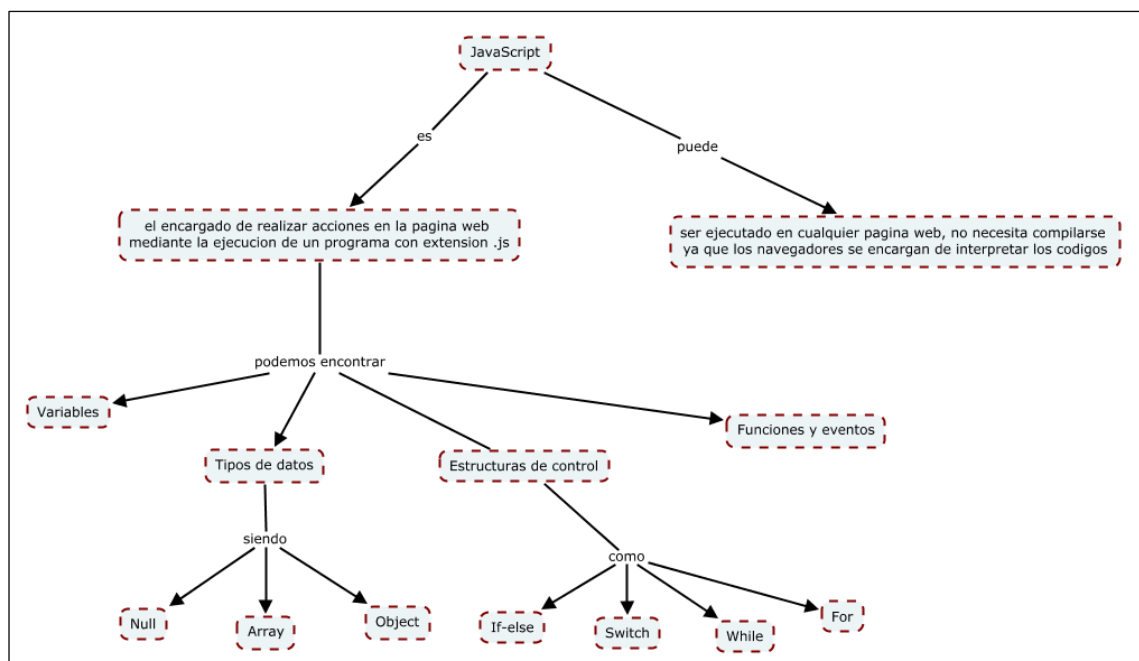 JavaScript
es
puede
el encargado de realizar acciones en la pagina web
mediante la ejecucion de un programa con extension .js
ser ejecutado en cualquier pagina web, no necesita compilarse
ya que los navegadores se encargan de interpretar los codigos
podemos encontrar
Variables
Funciones y eventos
Tipos de datos
Estructuras de control
siendo
como
Null
Array
Object
If-else
Switch
While
For